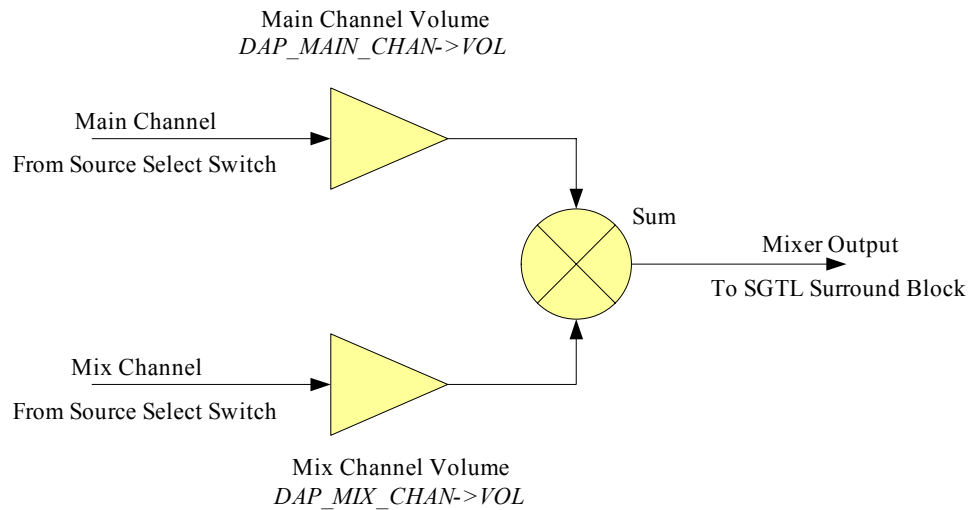 Main Channel Volume
DAP_MAIN_CHAN->VOL
Main Channel
From Source Select Switch
Sum
Mixer Output
To SGTL Surround Block
Mix Channel
From Source Select Switch
Mix Channel Volume
DAP_MIX_CHAN->VOL